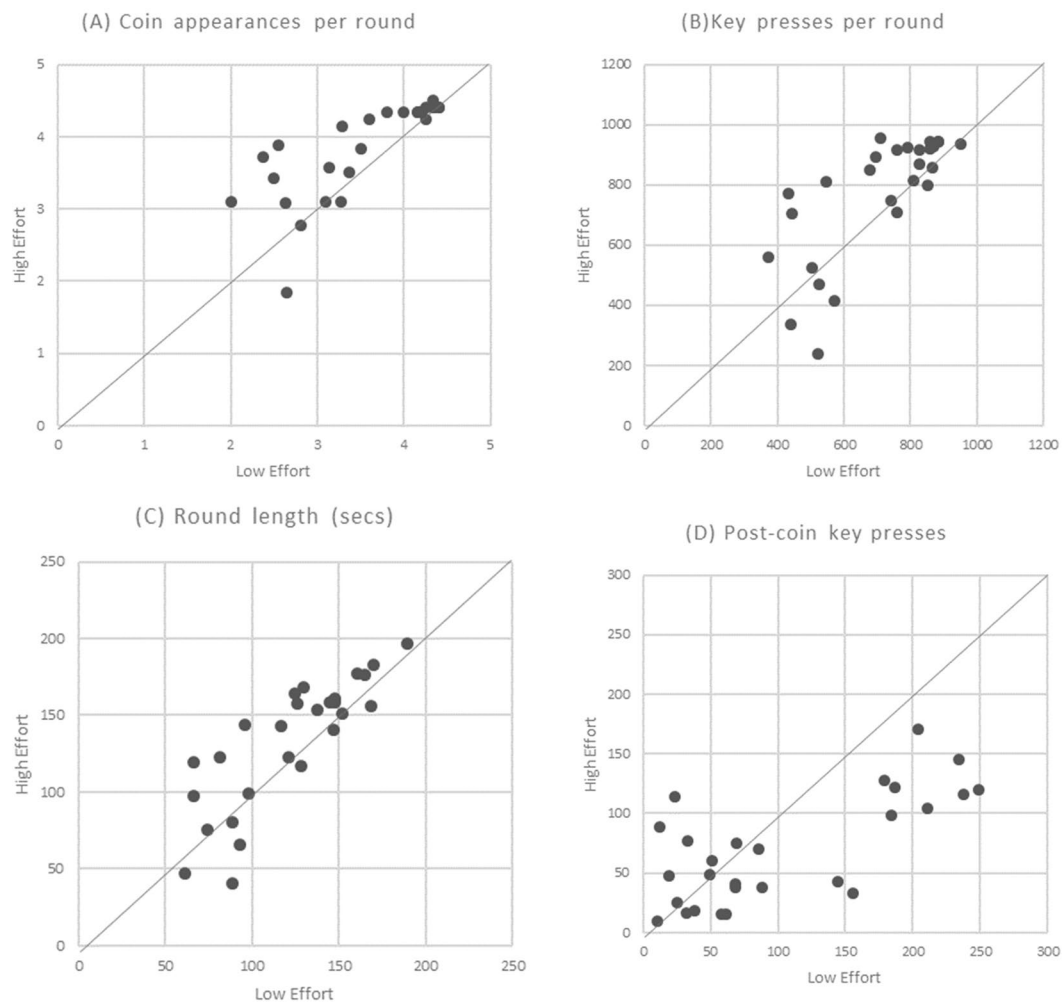 (A) Coin appearances per round
5
4
3
2
1
0
High Effort
0 1 2 3 4 5
Low Effort
(B)Key presses per round
1200
1000
800
600
400
200
0
High Effort
0 200 400 600 800 1000 1200
Low Effort
(C) Round length (secs)
250
200
150
100
50
0
High Effort
0 50 100 150 200 250
Low Effort
(D) Post-coin key presses
300
250
200
150
100
50
0
High Effort
0 50 100 150 200 250 300
Low Effort